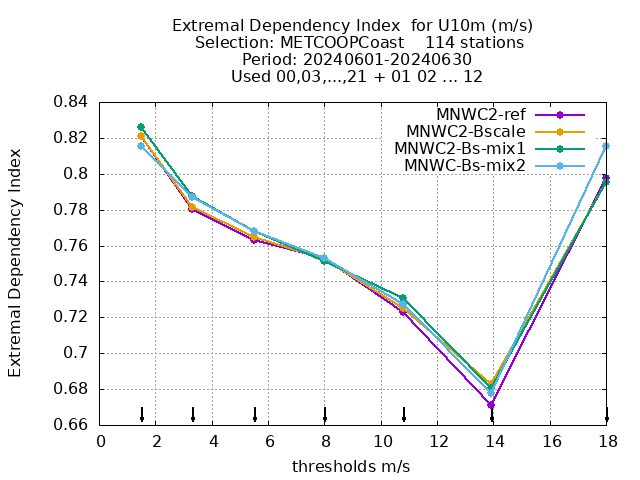 Extremal Dependency Index  for U10m (m/s)
Selection: METCOOPCoast    114 stations
Period: 20240601-20240630
Used 00,03,...,21 + 01 02 ... 12
Extremal Dependency Index
0.84
0.82
0.8
0.78
0.76
0.74
0.72
0.7
0.68
0.66
MNWC2-ref
MNWC2-Bscale
MNWC2-Bs-mix1
MNWC-Bs-mix2
0 2 4 6 8 10 12 14 16 18
thresholds m/s